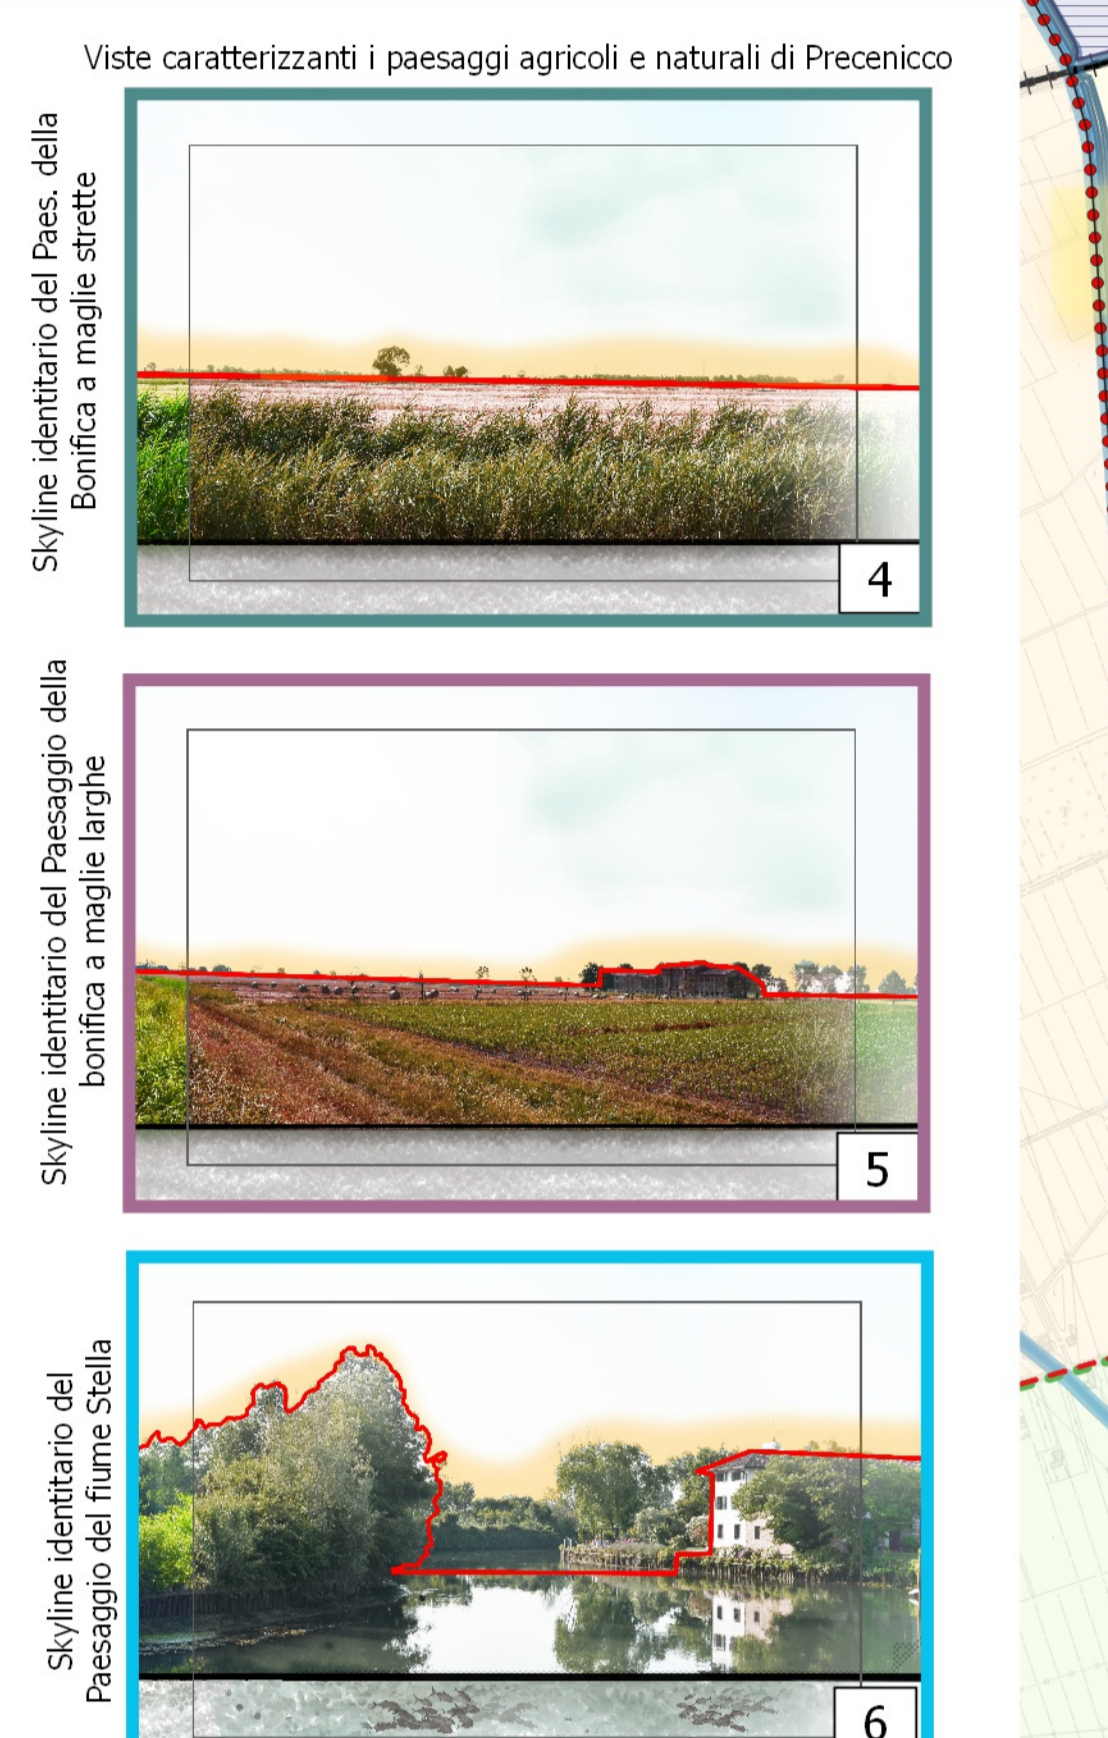 Viste caratterizzanti i paesaggi agricoli e naturali di Precenicco
Skyline identitario del Paes. della
Bonifica a maglie strette
4
Skyline identitario del Paesaggio della
bonifica a maglie larghe
5
Skyline identitario del
Paesaggio del fiume Stella
6